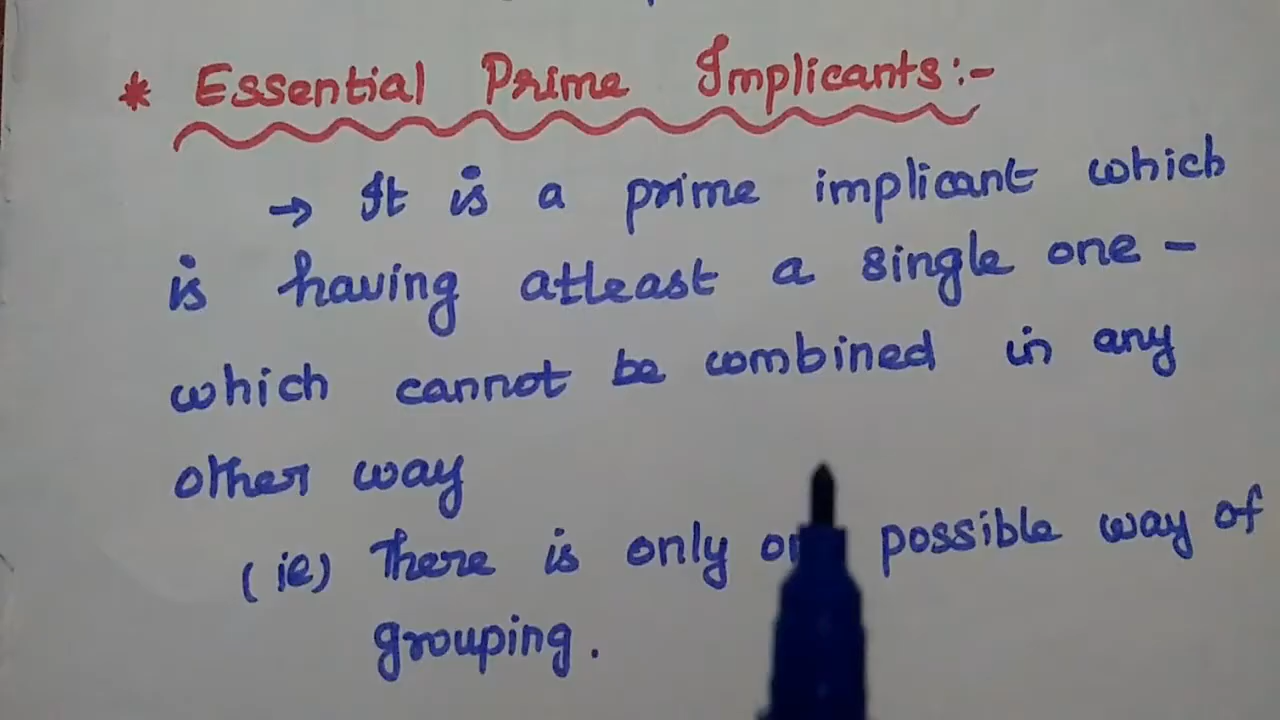 * Essential Prime Implicants:-
→ It is a prime implicant which
is having atleast a single one -
which cannot be combined in any
other way
(ie) There is only possible way of
grouping.